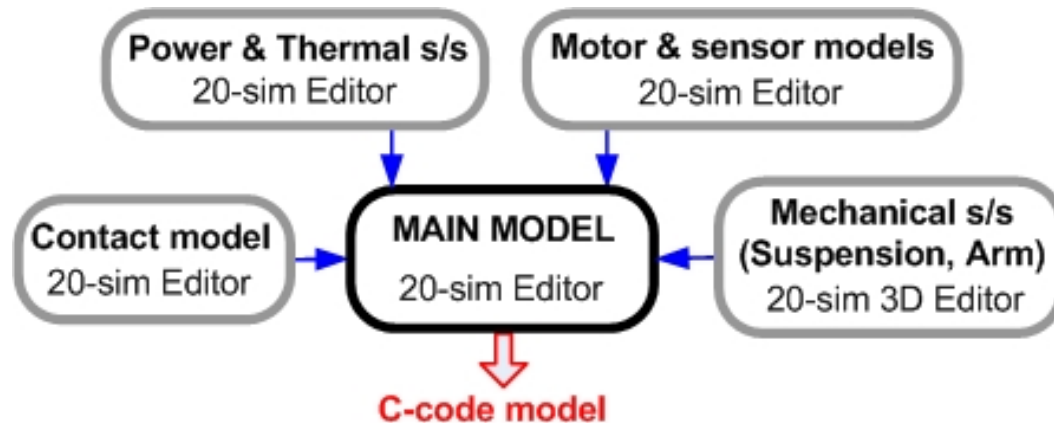 Power & Thermal s/s
20-sim Editor
Motor & sensor models
20-sim Editor
Contact model
20-sim Editor
MAIN MODEL
20-sim Editor
Mechanical s/s
(Suspension, Arm)
20-sim 3D Editor
C-code model